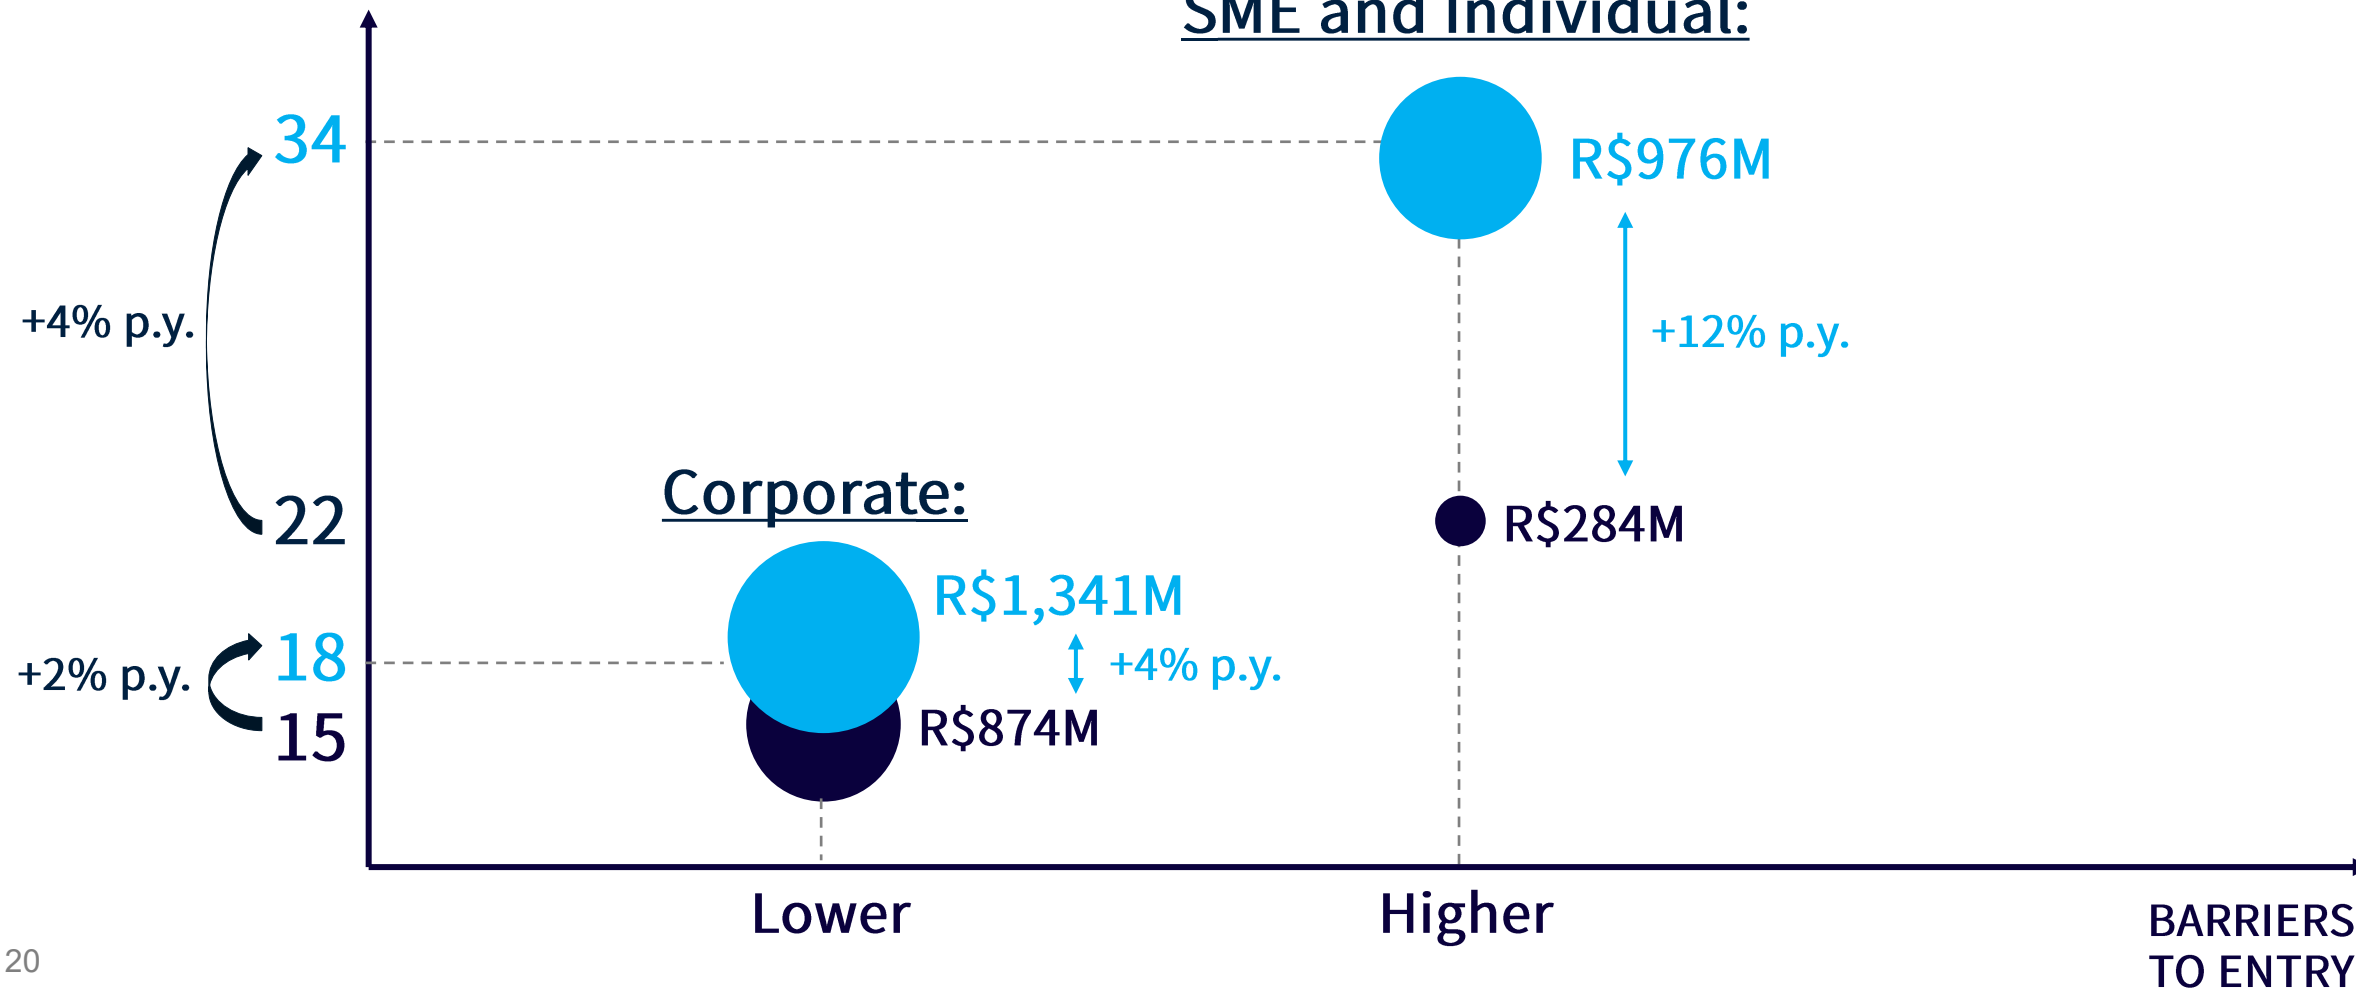 SME and Individual:
34
R$976M
+4% p.y.
+12% p.y.
Corporate:
22
R$284M
R$1,341M
18
+4% p.y.
+2% p.y.
15
R$874M
Lower
Higher
BARRIERS
TO ENTRY
20